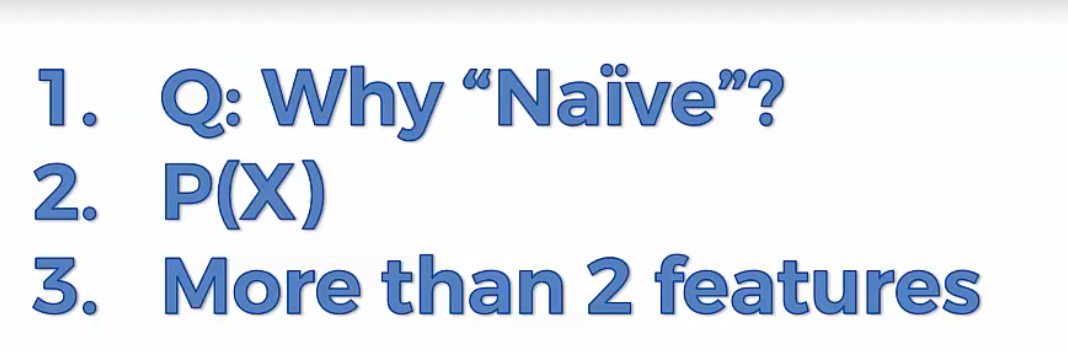 1. Q: Why “Naïve”?
2. P(X)
3. More than 2 features